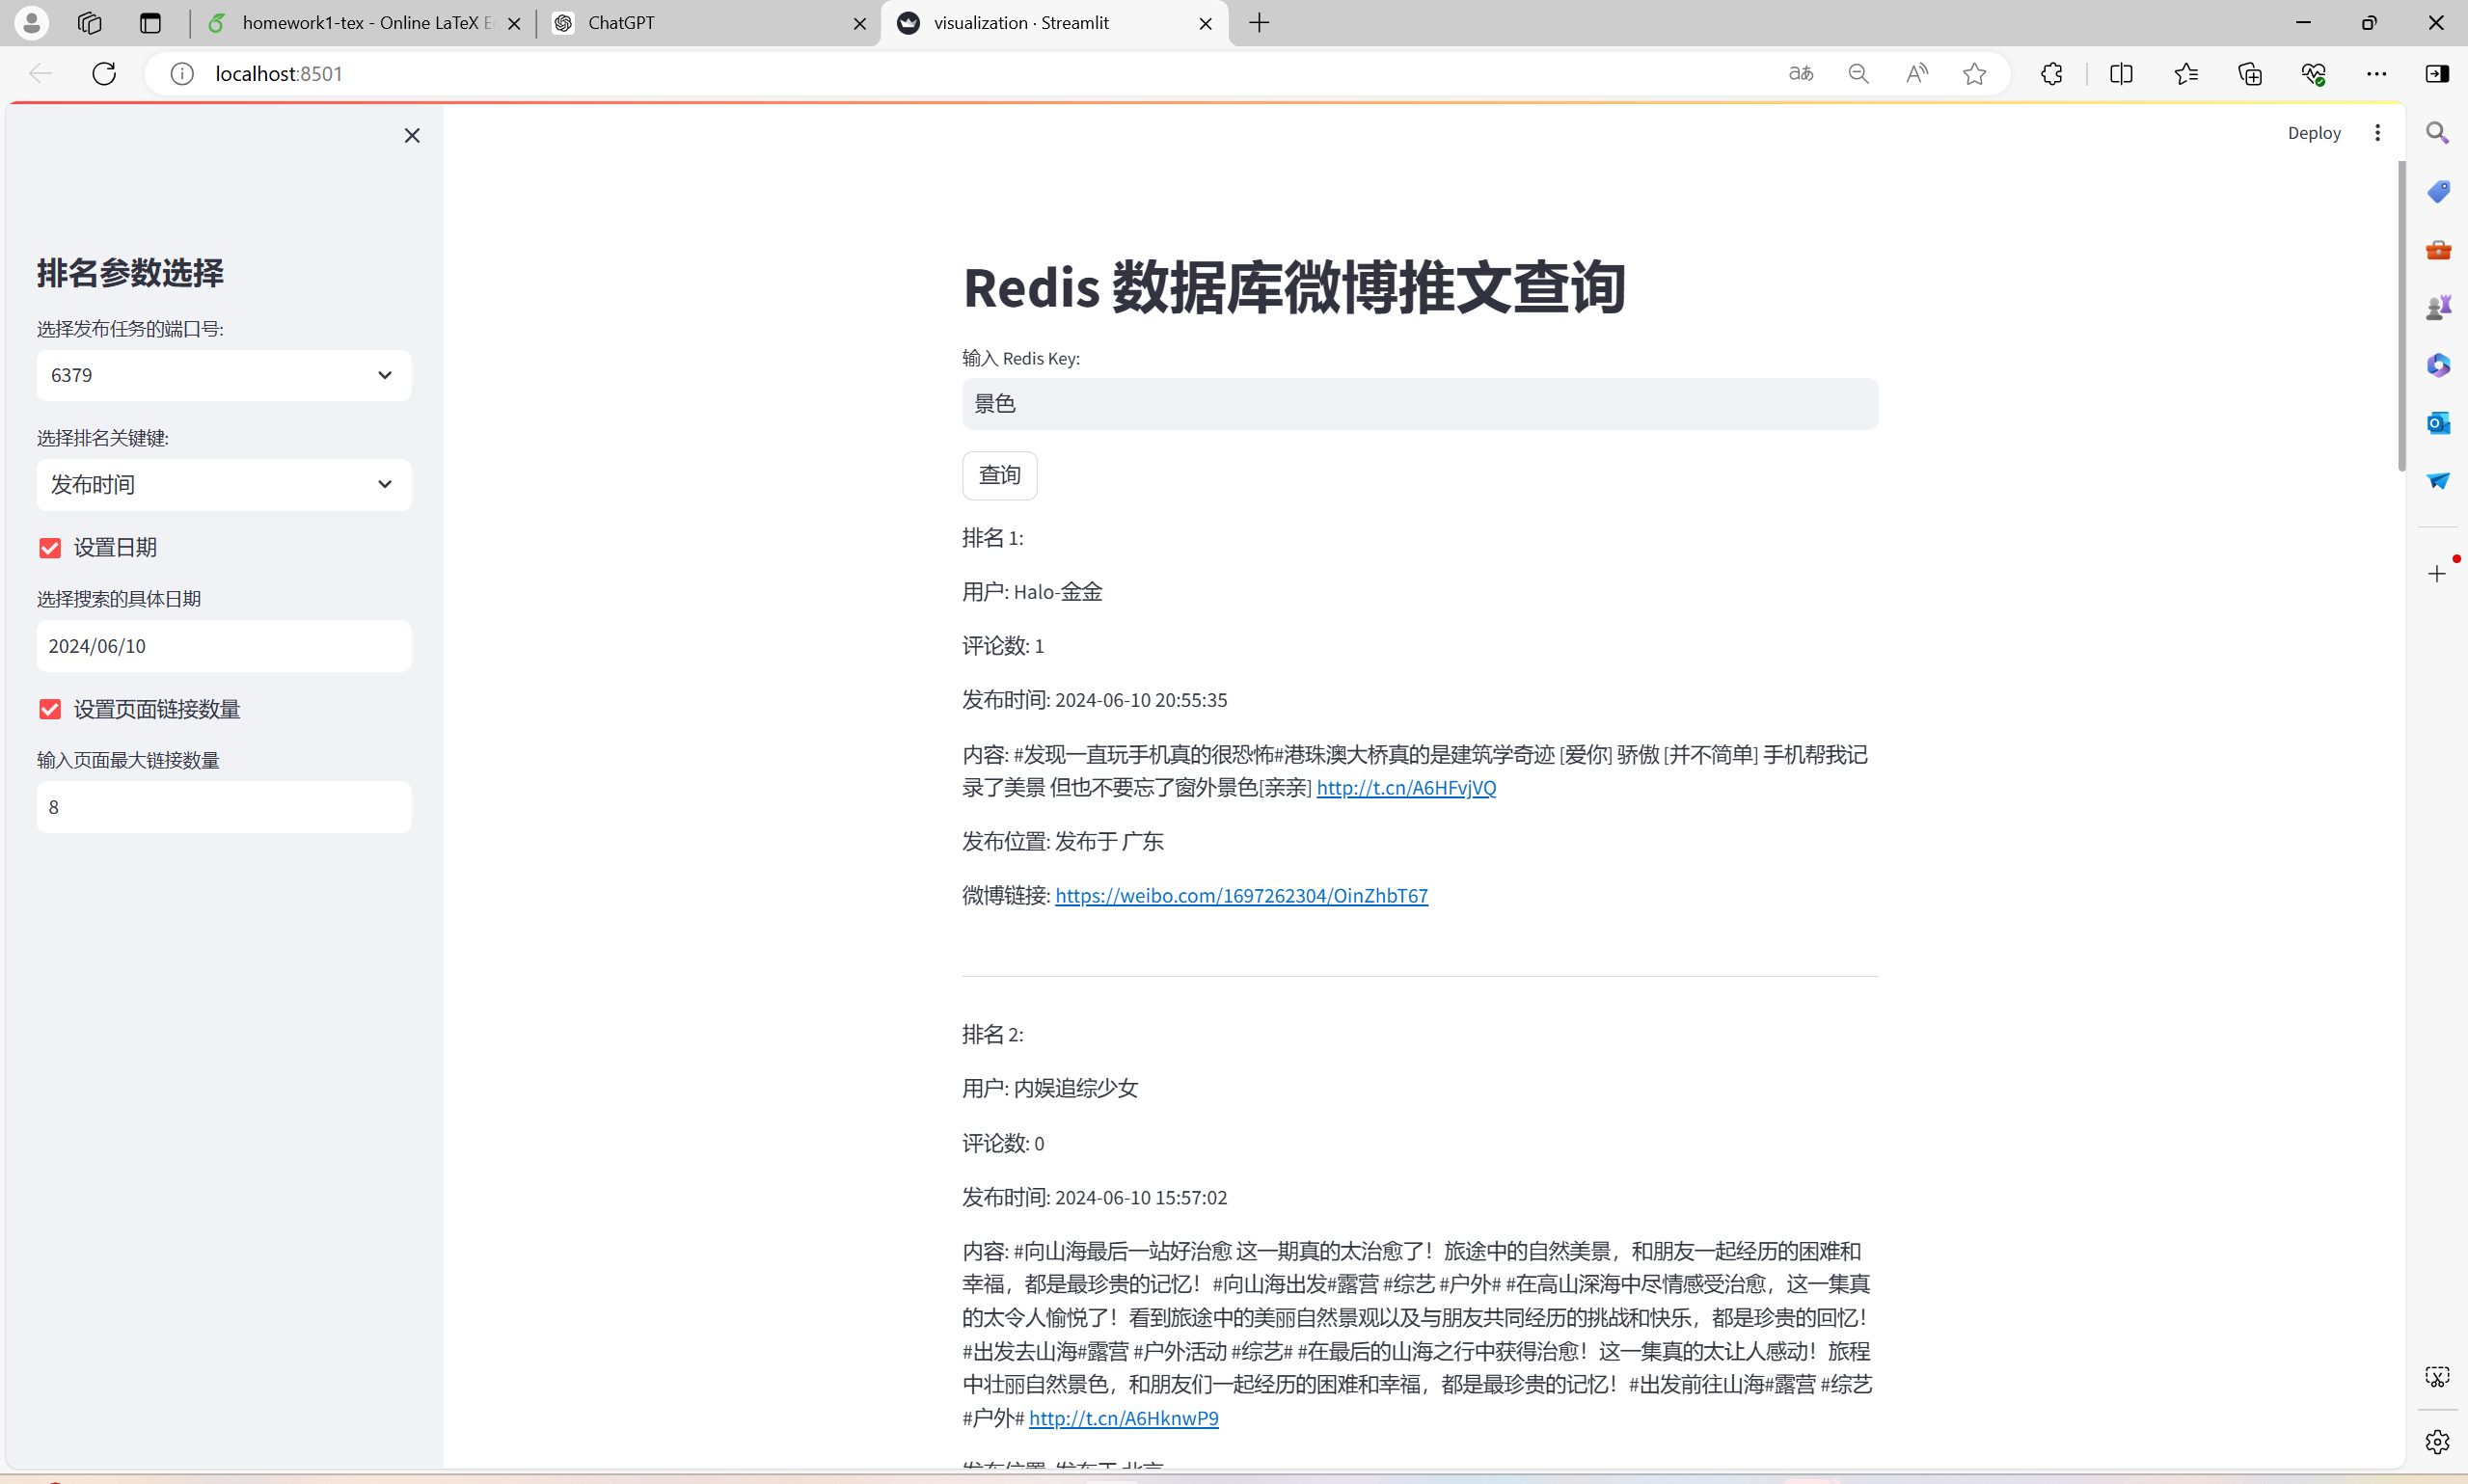 homework1-tex - Online LaTeX E
ChatGPT
visualization · Streamlit
localhost:8501
Deploy
排名参数选择
选择发布任务的端口号:
6379
选择排名关键键:
发布时间
设置日期
选择搜索的具体日期
2024/06/10
设置页面链接数量
输入页面最大链接数量
8
Redis 数据库微博推文查询
输入 Redis Key:
景色
查询
排名 1:
用户: Halo-金金
评论数: 1
发布时间: 2024-06-10 20:55:35
内容: #发现一直玩手机真的很恐怖#港珠澳大桥真的是建筑学奇迹 [爱你] 骄傲 [并不简单] 手机帮我记
录了美景 但也不要忘了窗外景色[亲亲] http://t.cn/A6HFvjVQ
发布位置: 发布于 广东
微博链接: https://weibo.com/1697262304/OinZhbT67
排名 2:
用户: 内娱追综少女
评论数: 0
发布时间: 2024-06-10 15:57:02
内容: #向山海最后一站好治愈 这一期真的太治愈了！旅途中的自然美景，和朋友一起经历的困难和
幸福，都是最珍贵的记忆！#向山海出发#露营 #综艺 #户外# #在高山深海中尽情感受治愈，这一集真
的太令人愉悦了！看到旅途中的美丽自然景观以及与朋友共同经历的挑战和快乐，都是珍贵的回忆！
#出发去山海#露营 #户外活动 #综艺# #在最后的山海之行中获得治愈！这一集真的太让人感动！旅程
中壮丽自然景色，和朋友们一起经历的困难和幸福，都是最珍贵的记忆！#出发前往山海#露营 #综艺
#户外# http://t.cn/A6HknwP9
发布位置: 发布于 北京